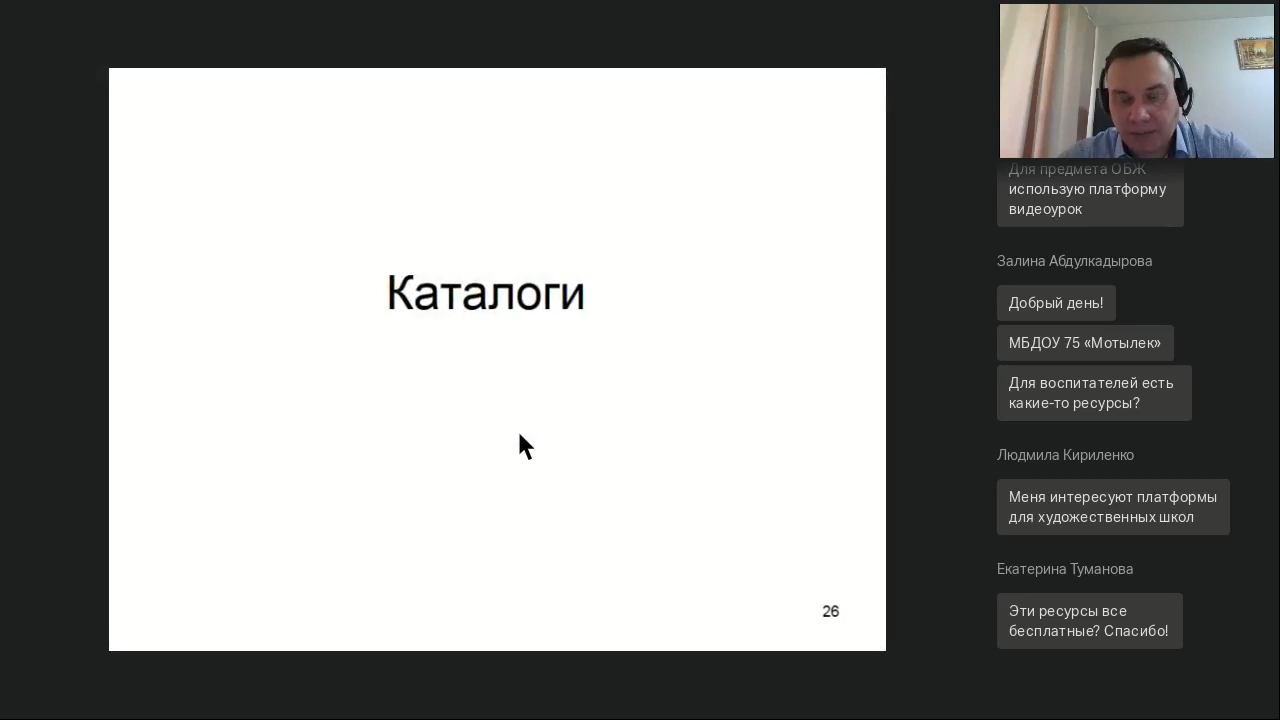 Каталоги
26
Для предмета ОБЖ
использую платформу
видеоурок
Залина Абдулкадырова
Добрый день!
МБДОУ 75 «Мотылек»
Для воспитателей есть
какие-то ресурсы?
Людмила Кириленко
Меня интересуют платформы
для художественных школ
Екатерина Туманова
Эти ресурсы все
бесплатные? Спасибо!